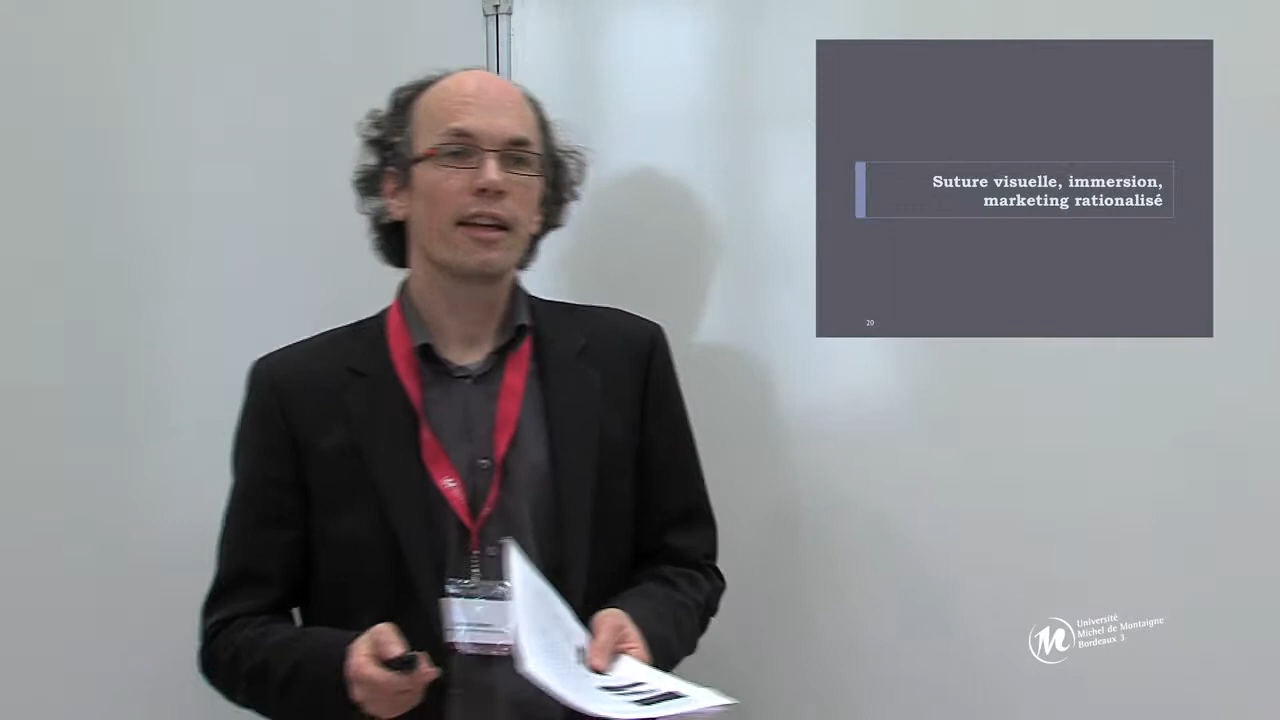 Suture visuelle, immersion,
marketing rationalisé
20
Université
Michel de Montaigne
Bordeaux 3